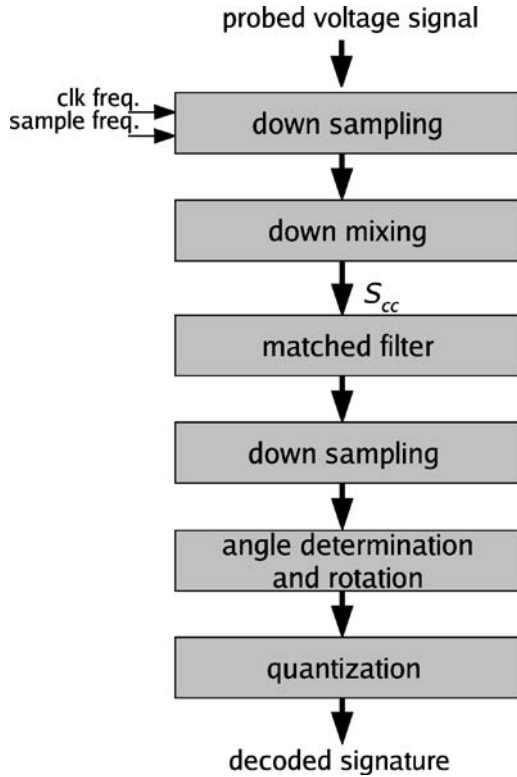 probed voltage signal
clk freq.
sample freq.
down sampling
down mixing
S_cc
matched filter
down sampling
angle determination
and rotation
quantization
decoded signature